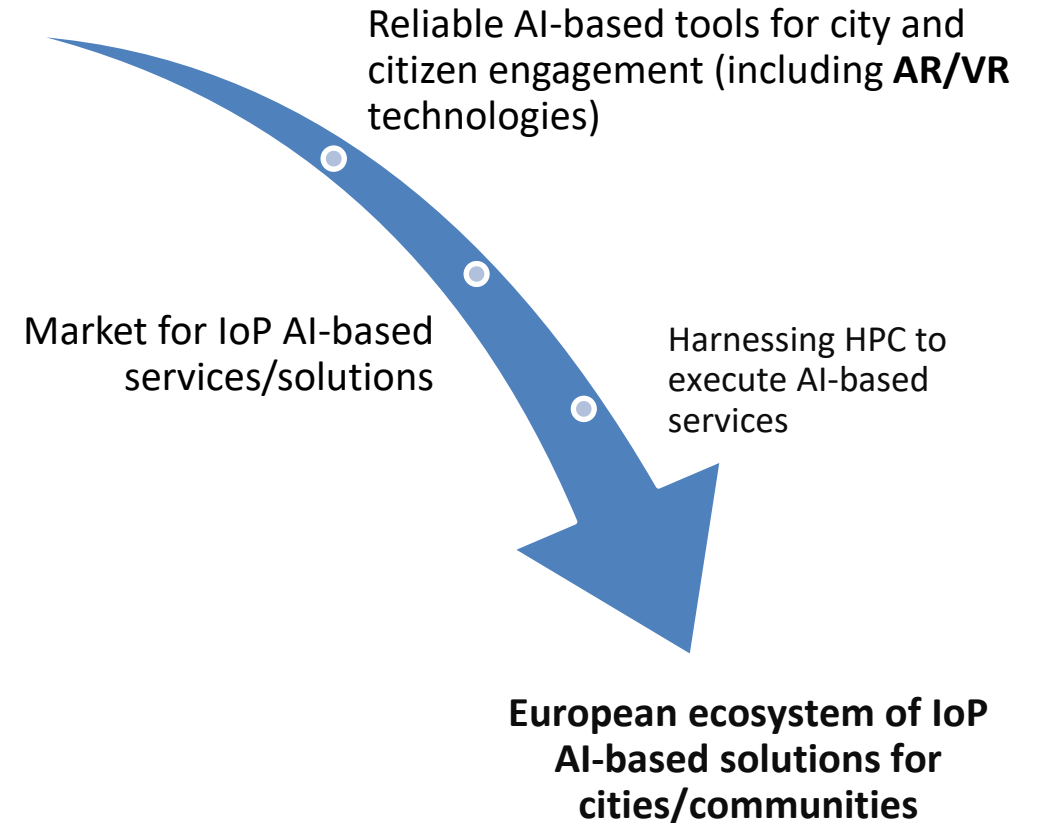 Reliable AI-based tools for city and
citizen engagement (including AR/VR
technologies)
Market for IoP AI-based
services/solutions
Harnessing HPC to
execute AI-based
services
European ecosystem of IoP
AI-based solutions for
cities/communities